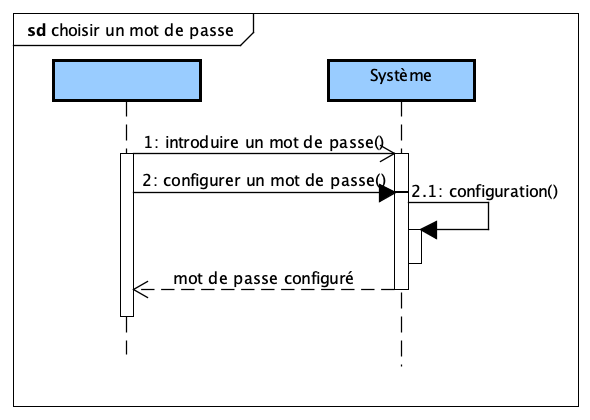 sd choisir un mot de passe
Système
1: introduire un mot de passe()
2: configurer un mot de passe()
2.1: configuration()
mot de passe configuré